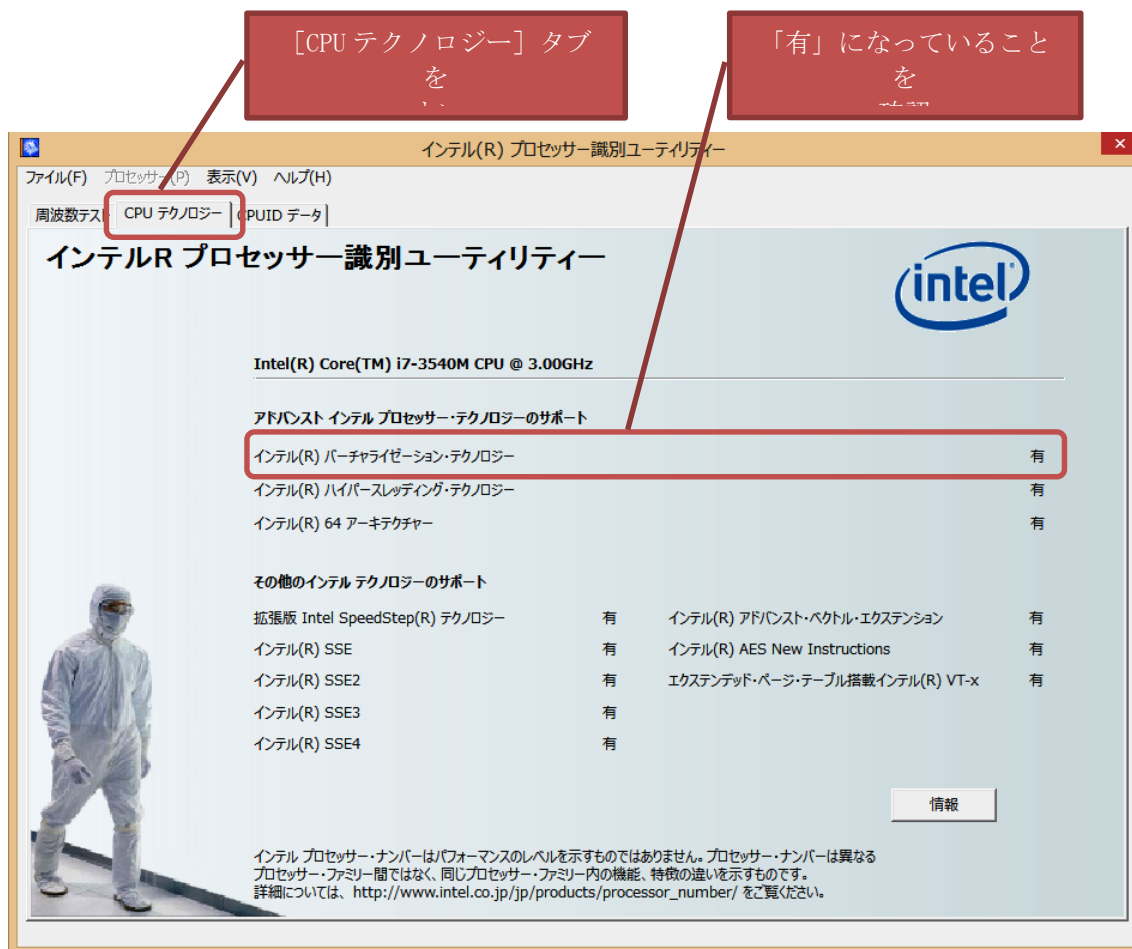 ［CPU テクノロジー］タブ
を
「有」になっていること
を
インテル(R) プロセッサー識別ユーティリティー
ファイル(F) プロセッサー(P) 表示(V) ヘルプ(H)
周波数テスト CPU テクノロジー CPUID データ
インテルR プロセッサー識別ユーティリティー
intel
Intel(R) Core(TM) i7-3540M CPU @ 3.00GHz
アドバンスト インテル プロセッサー・テクノロジーのサポート
インテル(R) バーチャライゼーション・テクノロジー 有
インテル(R) ハイパースレッディング・テクノロジー 有
インテル(R) 64 アーキテクチャー 有
その他のインテル テクノロジーのサポート
拡張版 Intel SpeedStep(R) テクノロジー 有 インテル(R) アドバンスト・ベクトル・エクステンション 有
インテル(R) SSE 有 インテル(R) AES New Instructions 有
インテル(R) SSE2 有 エクステンデッド・ページ・テーブル搭載インテル(R) VT-x 有
インテル(R) SSE3 有
インテル(R) SSE4 有
情報
インテル プロセッサー・ナンバーはパフォーマンスのレベルを示すものではありません。プロセッサー・ナンバーは異なる
プロセッサー・ファミリー間ではなく、同じプロセッサー・ファミリー内の機能、特徴の違いを示すものです。
詳細については、http://www.intel.co.jp/jp/products/processor_number/ をご覧ください。